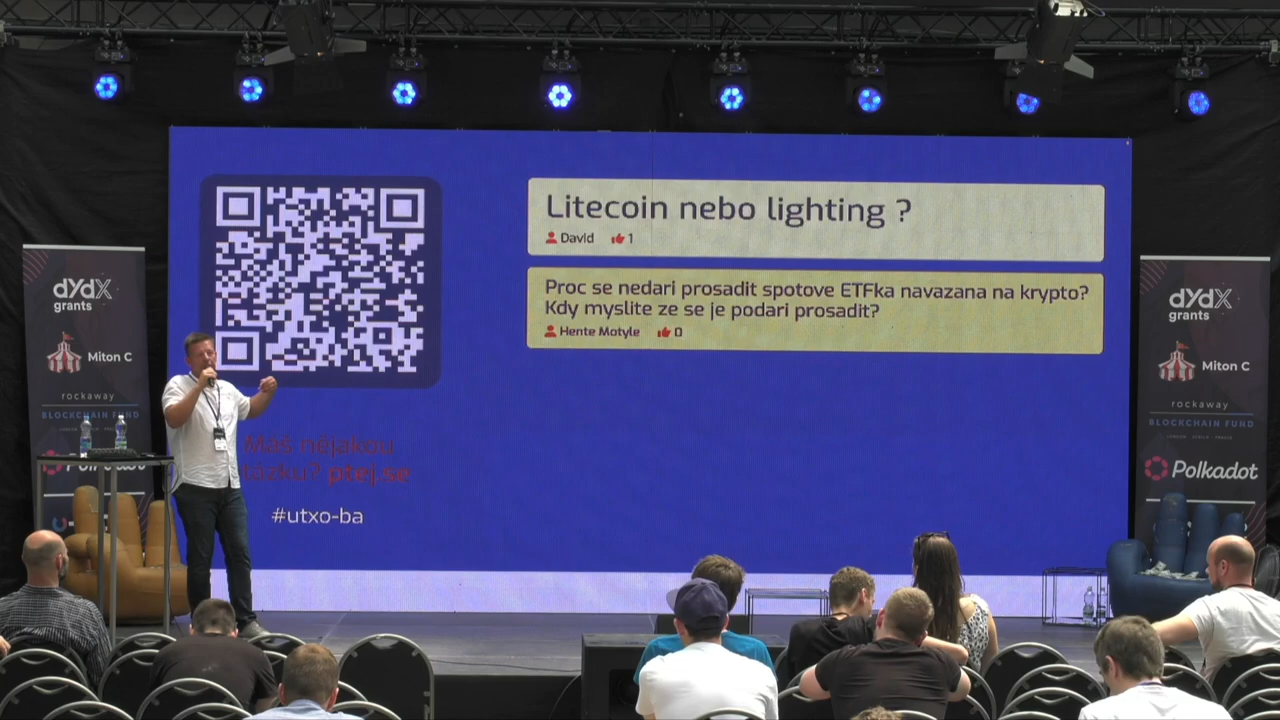 Litecoin nebo lighting ?
David 1
Proc se nedari prosadit spotove ETFka navazana na krypto?
Kdy myslite ze se je podari prosadit?
Hente Motyle 0
Máš nějakou
tázku? ptej.se
#utxo-ba
dYdX
grants
Miton C
rockaway
BLOCKCHAIN FUND
Polkadot
dYdX
grants
Miton C
rockaway
BLOCKCHAIN FUND
Polkadot